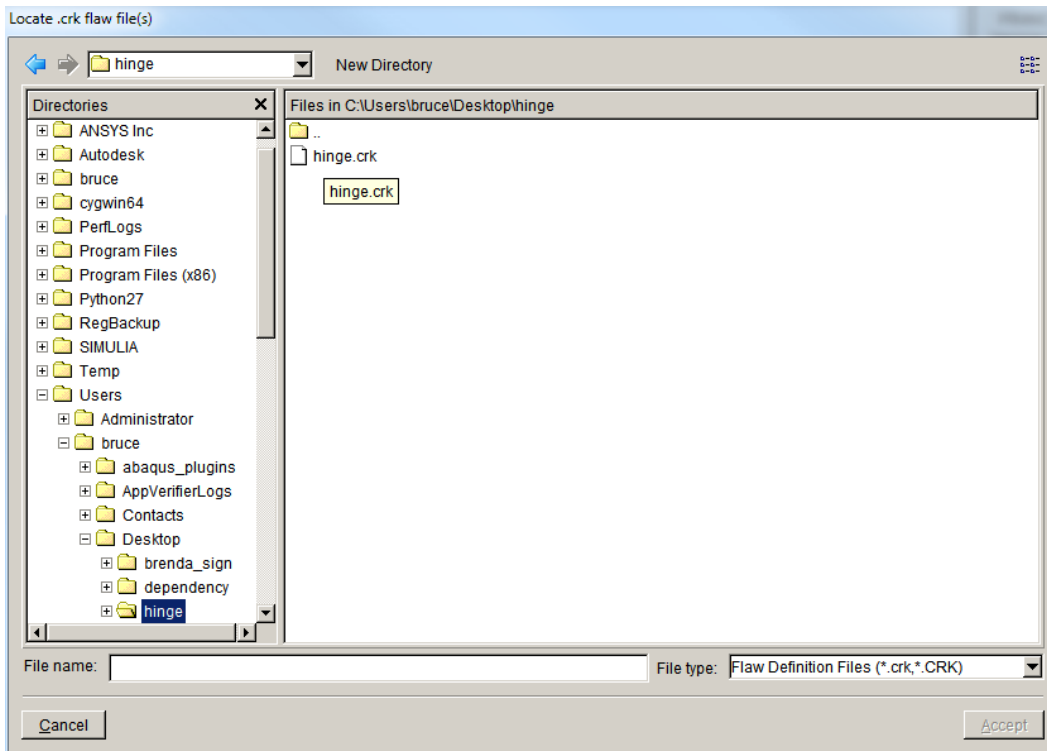 Locate .crk flaw file(s)
hinge
New Directory
Directories
Files in C:\Users\bruce\Desktop\hinge
ANSYS Inc
..
Autodesk
hinge.crk
bruce
hinge.crk
cygwin64
PerfLogs
Program Files
Program Files (x86)
Python27
RegBackup
SIMULIA
Temp
Users
Administrator
bruce
abaqus_plugins
AppVerifierLogs
Contacts
Desktop
brenda_sign
dependency
hinge
File name:
File type: Flaw Definition Files (*.crk,*.CRK)
Cancel
Accept